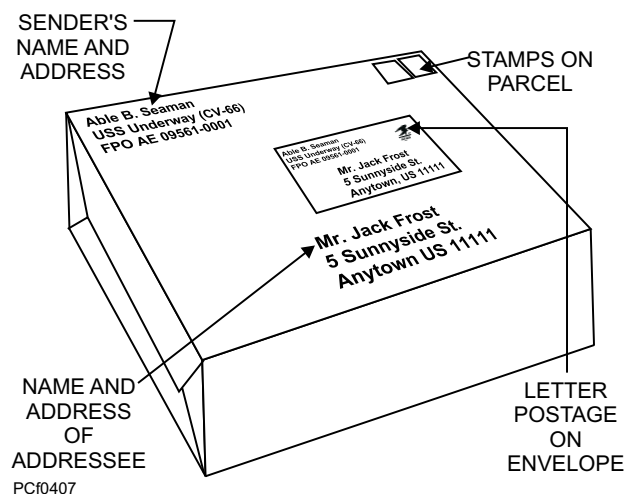 SENDER'S
NAME AND
ADDRESS
STAMPS ON
PARCEL
Able B. Seaman
USS Underway (CV-66)
FPO AE 09561-0001
Able B. Seaman
USS Underway (CV-66)
FPO AE 09561-0001
Mr. Jack Frost
5 Sunnyside St.
Anytown, US 11111
Mr. Jack Frost
5 Sunnyside St.
Anytown US 11111
NAME AND
ADDRESS
OF
ADDRESSEE
LETTER
POSTAGE
ON
ENVELOPE
PCf0407